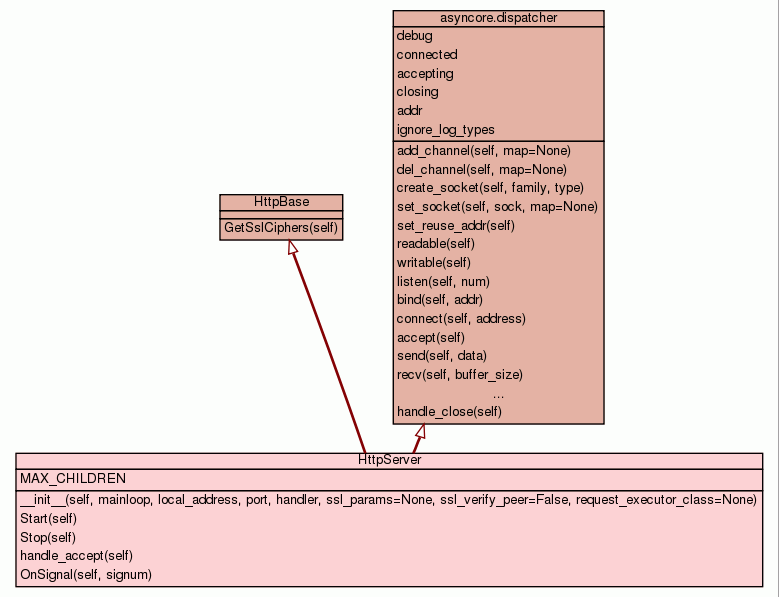 asyncore.dispatcher
debug
connected
accepting
closing
addr
ignore_log_types
add_channel(self, map=None)
del_channel(self, map=None)
create_socket(self, family, type)
set_socket(self, sock, map=None)
set_reuse_addr(self)
readable(self)
writable(self)
listen(self, num)
bind(self, addr)
connect(self, address)
accept(self)
send(self, data)
recv(self, buffer_size)
...
handle_close(self)
HttpBase
GetSslCiphers(self)
HttpServer
MAX_CHILDREN
__init__(self, mainloop, local_address, port, handler, ssl_params=None, ssl_verify_peer=False, request_executor_class=None)
Start(self)
Stop(self)
handle_accept(self)
OnSignal(self, signum)